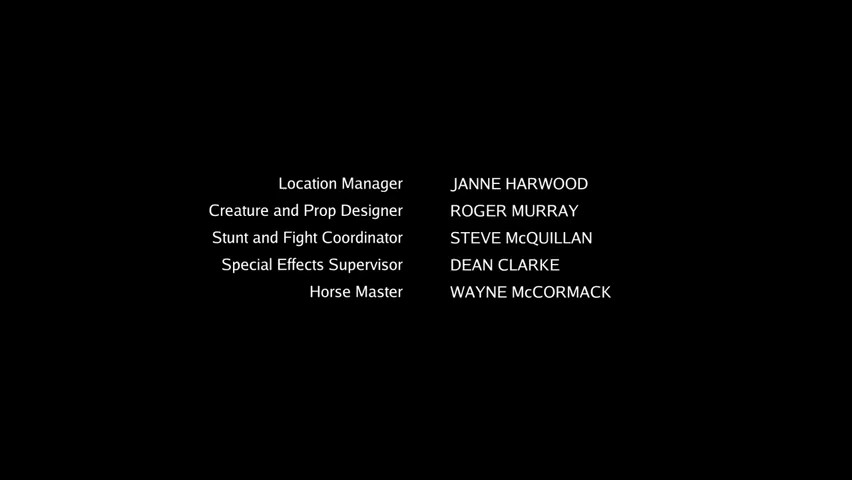 Location Manager JANNE HARWOOD
Creature and Prop Designer ROGER MURRAY
Stunt and Fight Coordinator STEVE McQUILLAN
Special Effects Supervisor DEAN CLARKE
Horse Master WAYNE McCORMACK